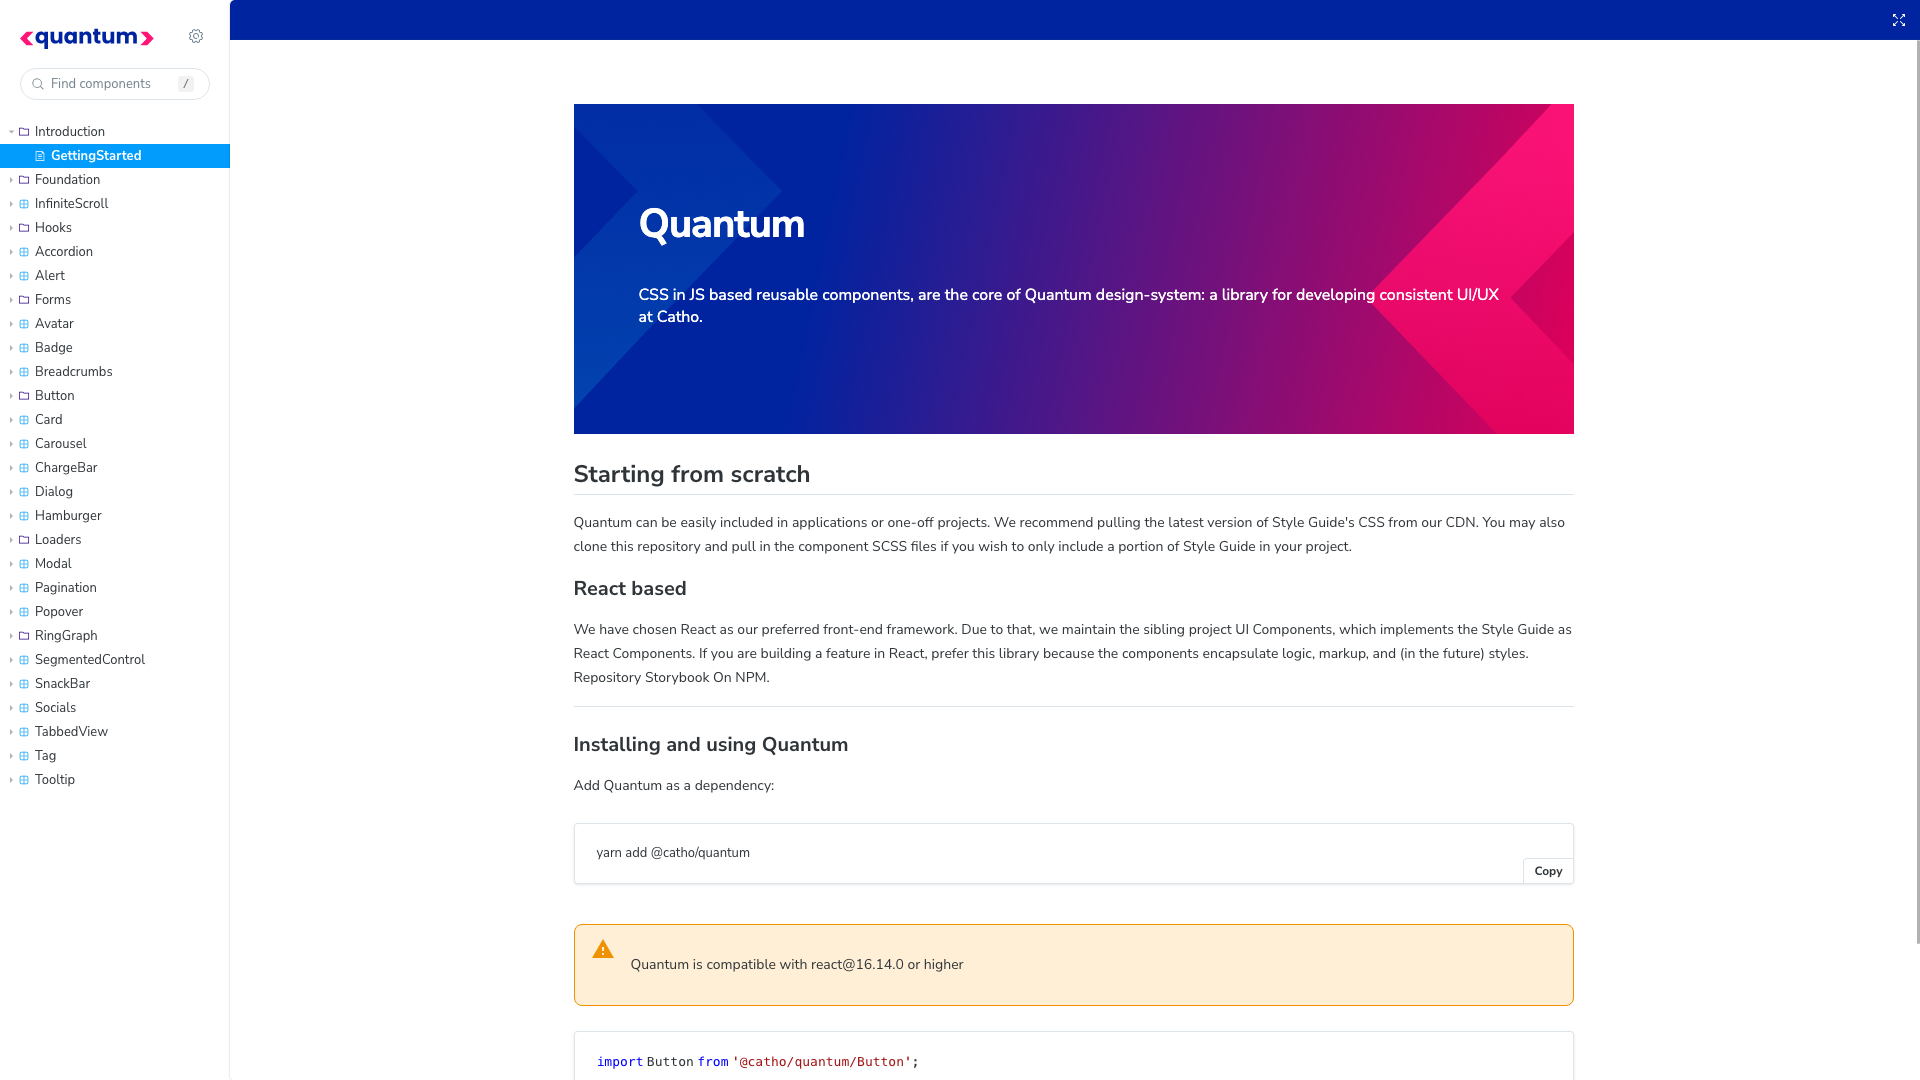 <quantum>
Find components
/
Introduction
GettingStarted
Foundation
InfiniteScroll
Hooks
Accordion
Alert
Forms
Avatar
Badge
Breadcrumbs
Button
Card
Carousel
ChargeBar
Dialog
Hamburger
Loaders
Modal
Pagination
Popover
RingGraph
SegmentedControl
SnackBar
Socials
TabbedView
Tag
Tooltip
Quantum
CSS in JS based reusable components, are the core of Quantum design-system: a library for developing consistent UI/UX
at Catho.
Starting from scratch
Quantum can be easily included in applications or one-off projects. We recommend pulling the latest version of Style Guide's CSS from our CDN. You may also
clone this repository and pull in the component SCSS files if you wish to only include a portion of Style Guide in your project.
React based
We have chosen React as our preferred front-end framework. Due to that, we maintain the sibling project UI Components, which implements the Style Guide as
React Components. If you are building a feature in React, prefer this library because the components encapsulate logic, markup, and (in the future) styles.
Repository Storybook On NPM.
Installing and using Quantum
Add Quantum as a dependency:
yarn add @catho/quantum
Copy
Quantum is compatible with react@16.14.0 or higher
import Button from '@catho/quantum/Button';